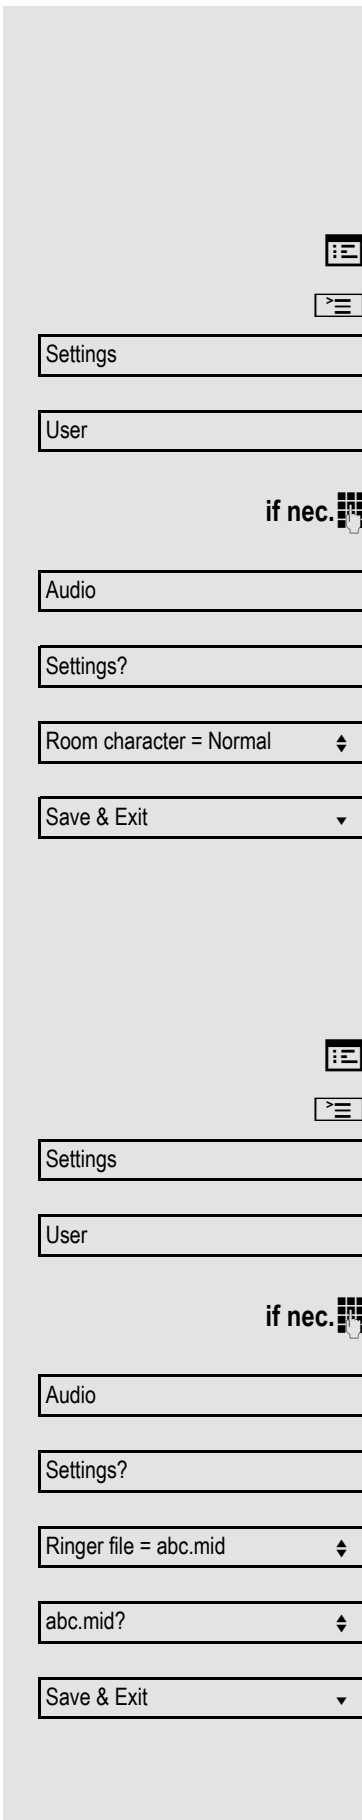 Settings
User
if nec.
Audio
Settings?
Room character = Normal
Save & Exit
Settings
User
if nec.
Audio
Settings?
Ringer file = abc.mid
abc.mid?
Save & Exit